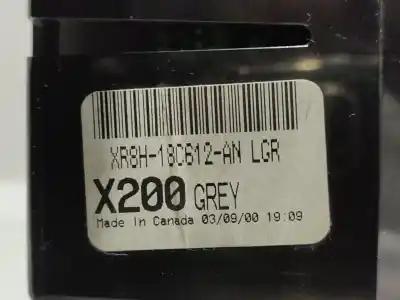 XR8H-18C612-AN LGR
X200 GREY
Made In Canada 03/09/00 19:09